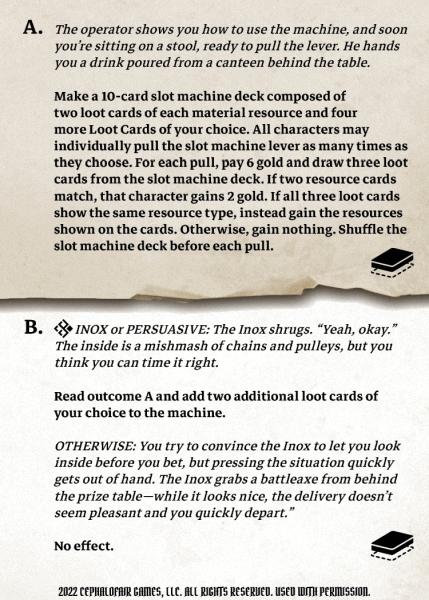 A. The operator shows you how to use the machine, and soon
you're sitting on a stool, ready to pull the lever. He hands
you a drink poured from a canteen behind the table.
Make a 10-card slot machine deck composed of
two loot cards of each material resource and four
more Loot Cards of your choice. All characters may
individually pull the slot machine lever as many times as
they choose. For each pull, pay 6 gold and draw three loot
cards from the slot machine deck. If two resource cards
match, that character gains 2 gold. If all three loot cards
show the same resource type, instead gain the resources
shown on the cards. Otherwise, gain nothing. Shuffle the
slot machine deck before each pull.
B. INOX or PERSUASIVE: The Inox shrugs. “Yeah, okay.”
The inside is a mishmash of chains and pulleys, but you
think you can time it right.
Read outcome A and add two additional loot cards of
your choice to the machine.
OTHERWISE: You try to convince the Inox to let you look
inside before you bet, but pressing the situation quickly
gets out of hand. The Inox grabs a battleaxe from behind
the prize table—while it looks nice, the delivery doesn't
seem pleasant and you quickly depart.”
No effect.
2022 CEPHALOFAIR GAMES, LLC. ALL RIGHTS RESERVED. USED WITH PERMISSION.